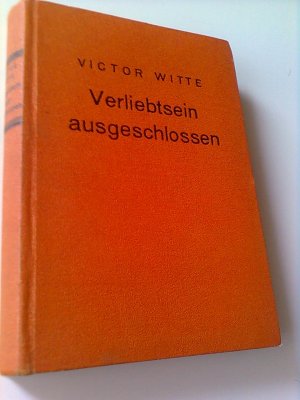 VICTOR WITTE
Verliebtsein
ausgeschlossen